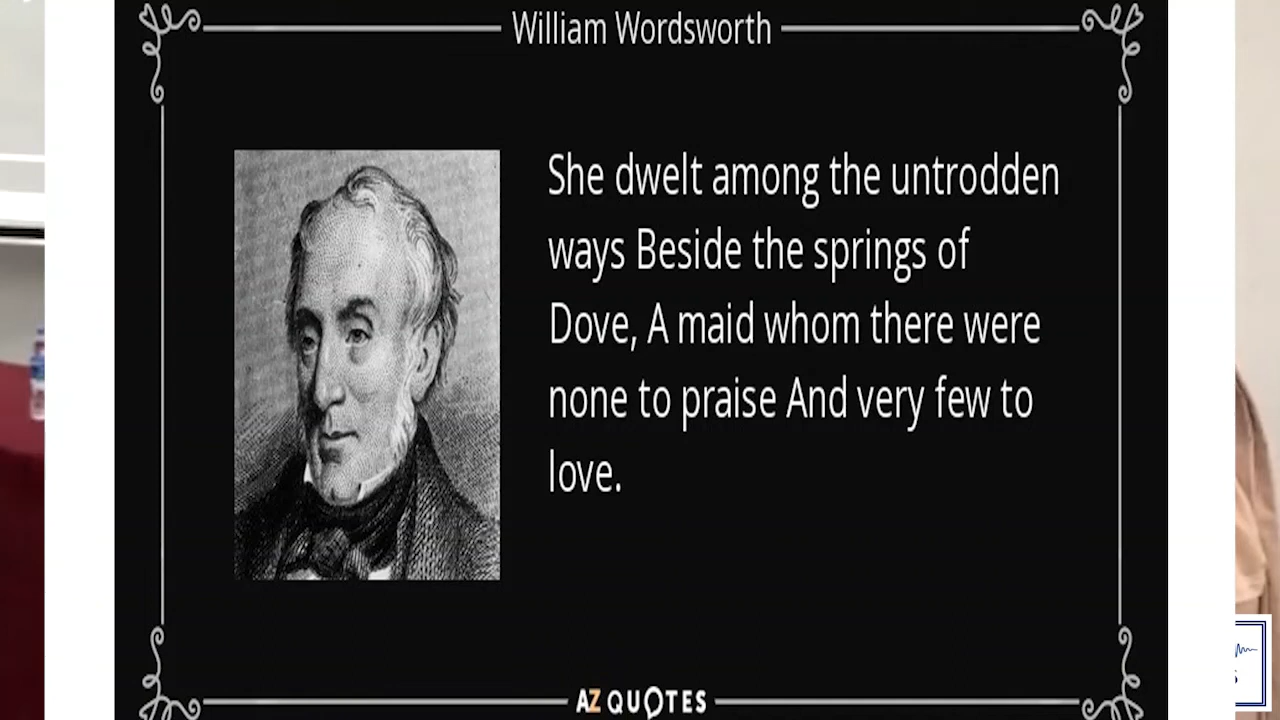 William Wordsworth
She dwelt among the untrodden
ways Beside the springs of
Dove, A maid whom there were
none to praise And very few to
love.
AZ QUOTES